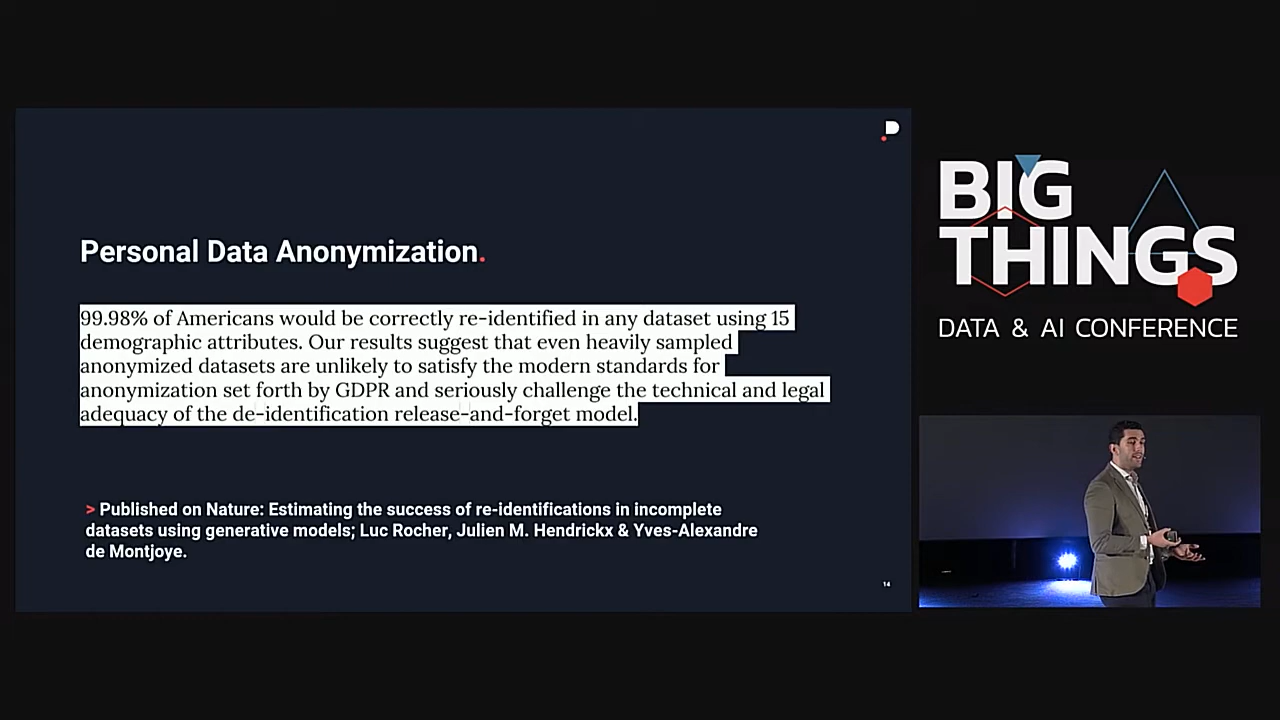 Personal Data Anonymization.
99.98% of Americans would be correctly re-identified in any dataset using 15
demographic attributes. Our results suggest that even heavily sampled
anonymized datasets are unlikely to satisfy the modern standards for
anonymization set forth by GDPR and seriously challenge the technical and legal
adequacy of the de-identification release-and-forget model.
> Published on Nature: Estimating the success of re-identifications in incomplete
datasets using generative models; Luc Rocher, Julien M. Hendrickx & Yves-Alexandre
de Montjoye.
14
BIG
THINGS
DATA & AI CONFERENCE